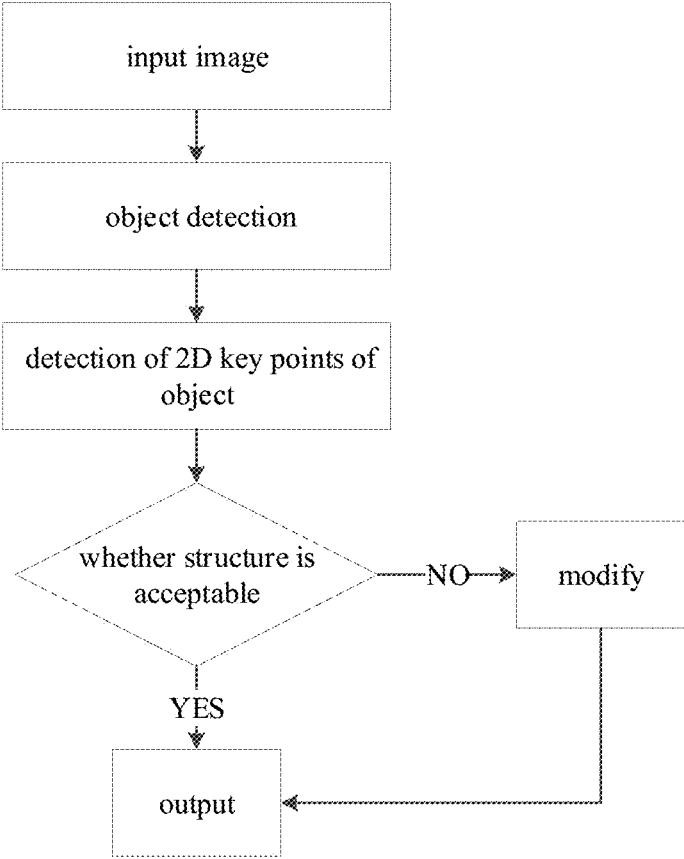 input image
object detection
detection of 2D key points of
object
whether structure is
acceptable
NO
modify
YES
output